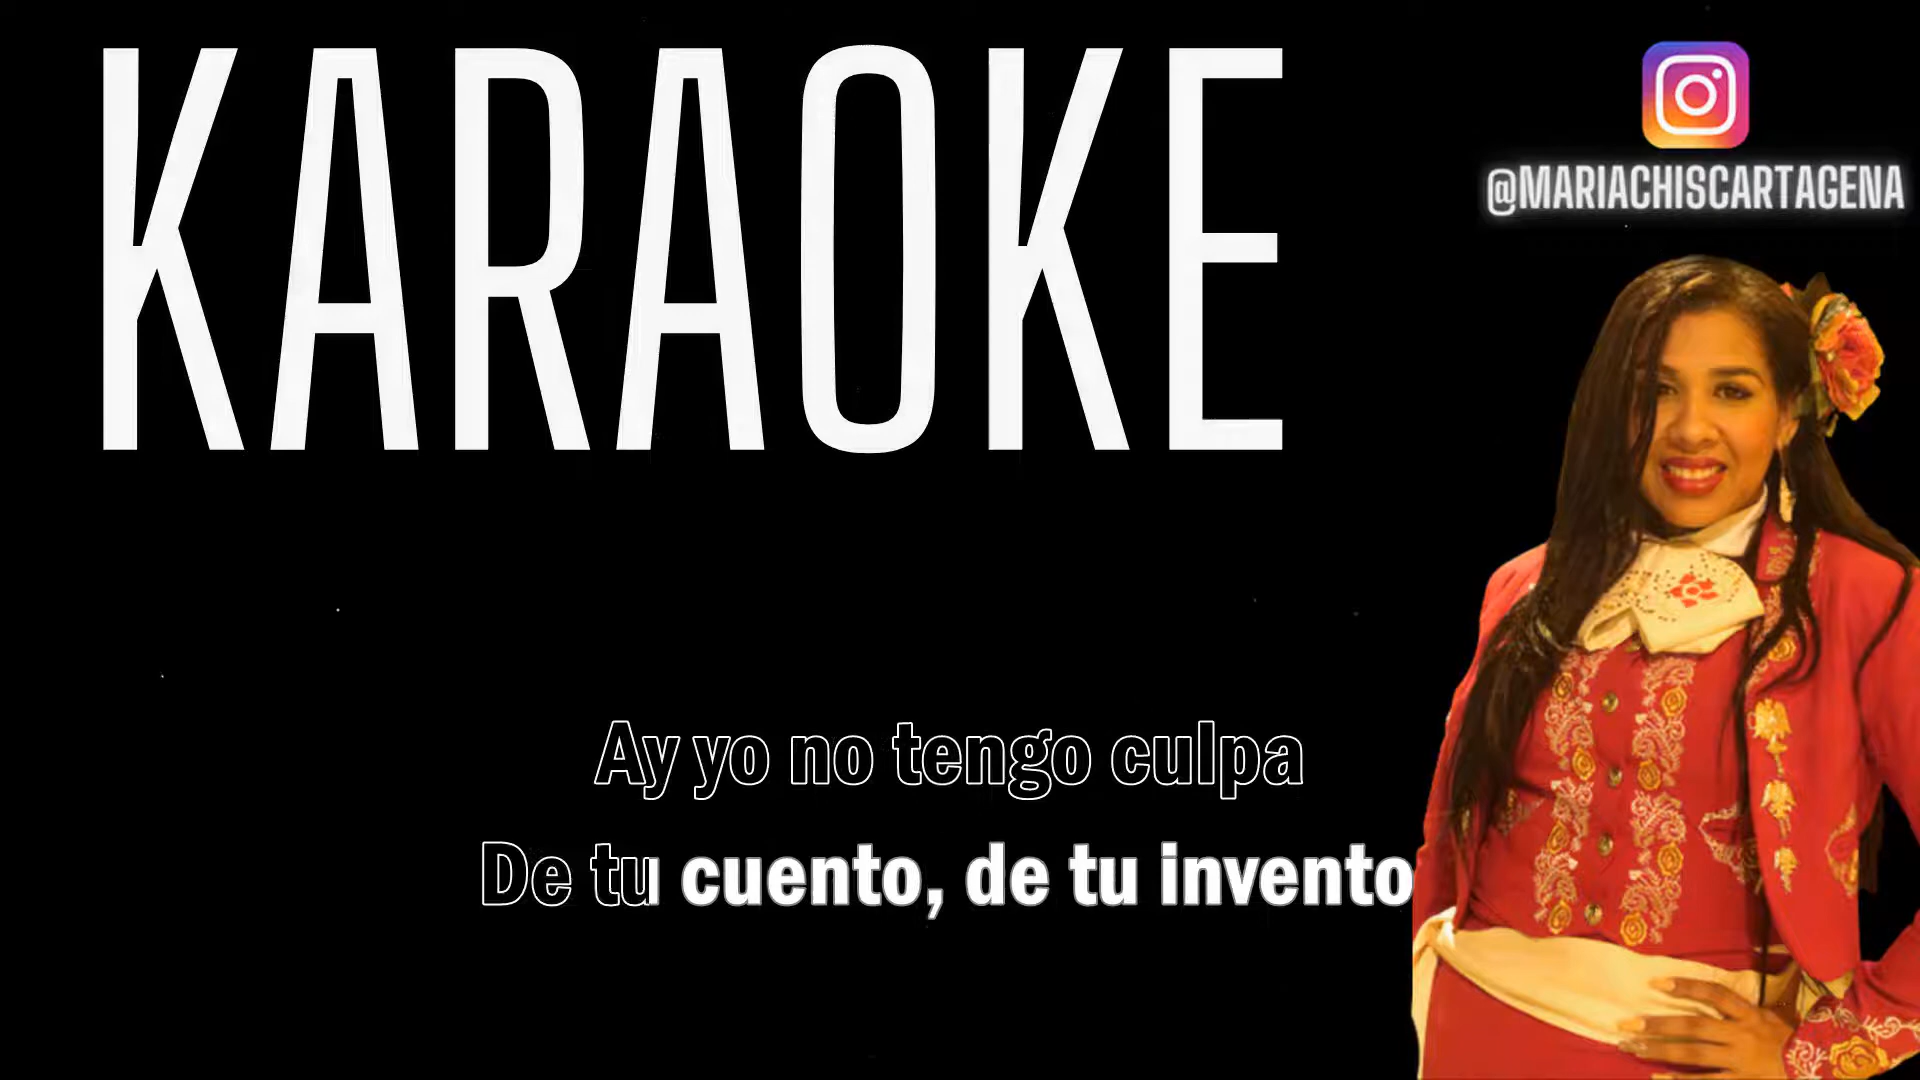 KARAOKE
@MARIACHISCARTAGENA
Ay yo no tengo culpa
De tu cuento, de tu invento